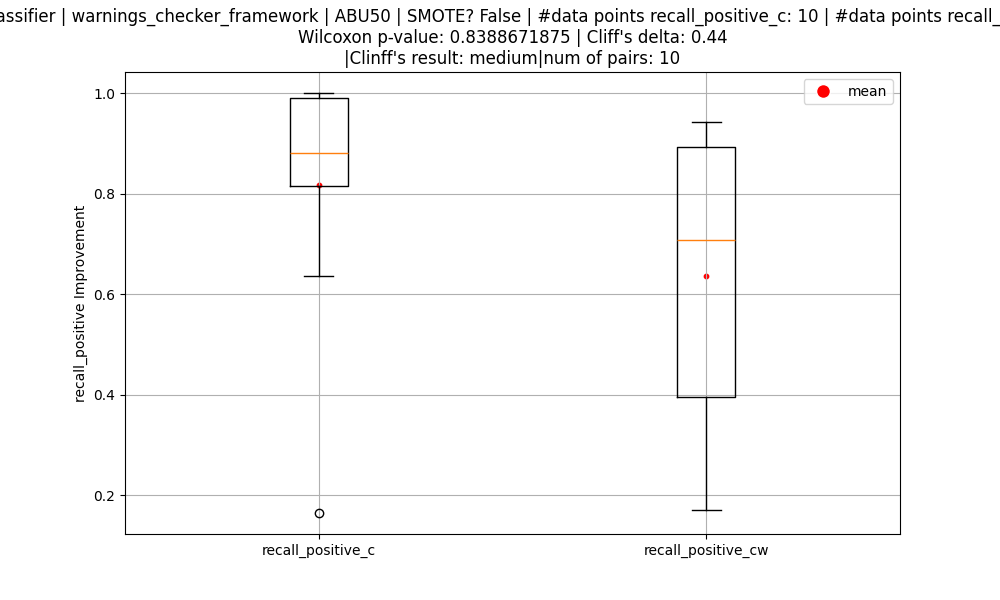 assifier | warnings_checker_framework | ABU50 | SMOTE? False | #data points recall_positive_c: 10 | #data points recall_
Wilcoxon p-value: 0.8388671875 | Cliff's delta: 0.44
|Clinff's result: medium|num of pairs: 10
mean
1.0
0.8
0.6
0.4
0.2
recall_positive Improvement
recall_positive_c
recall_positive_cw